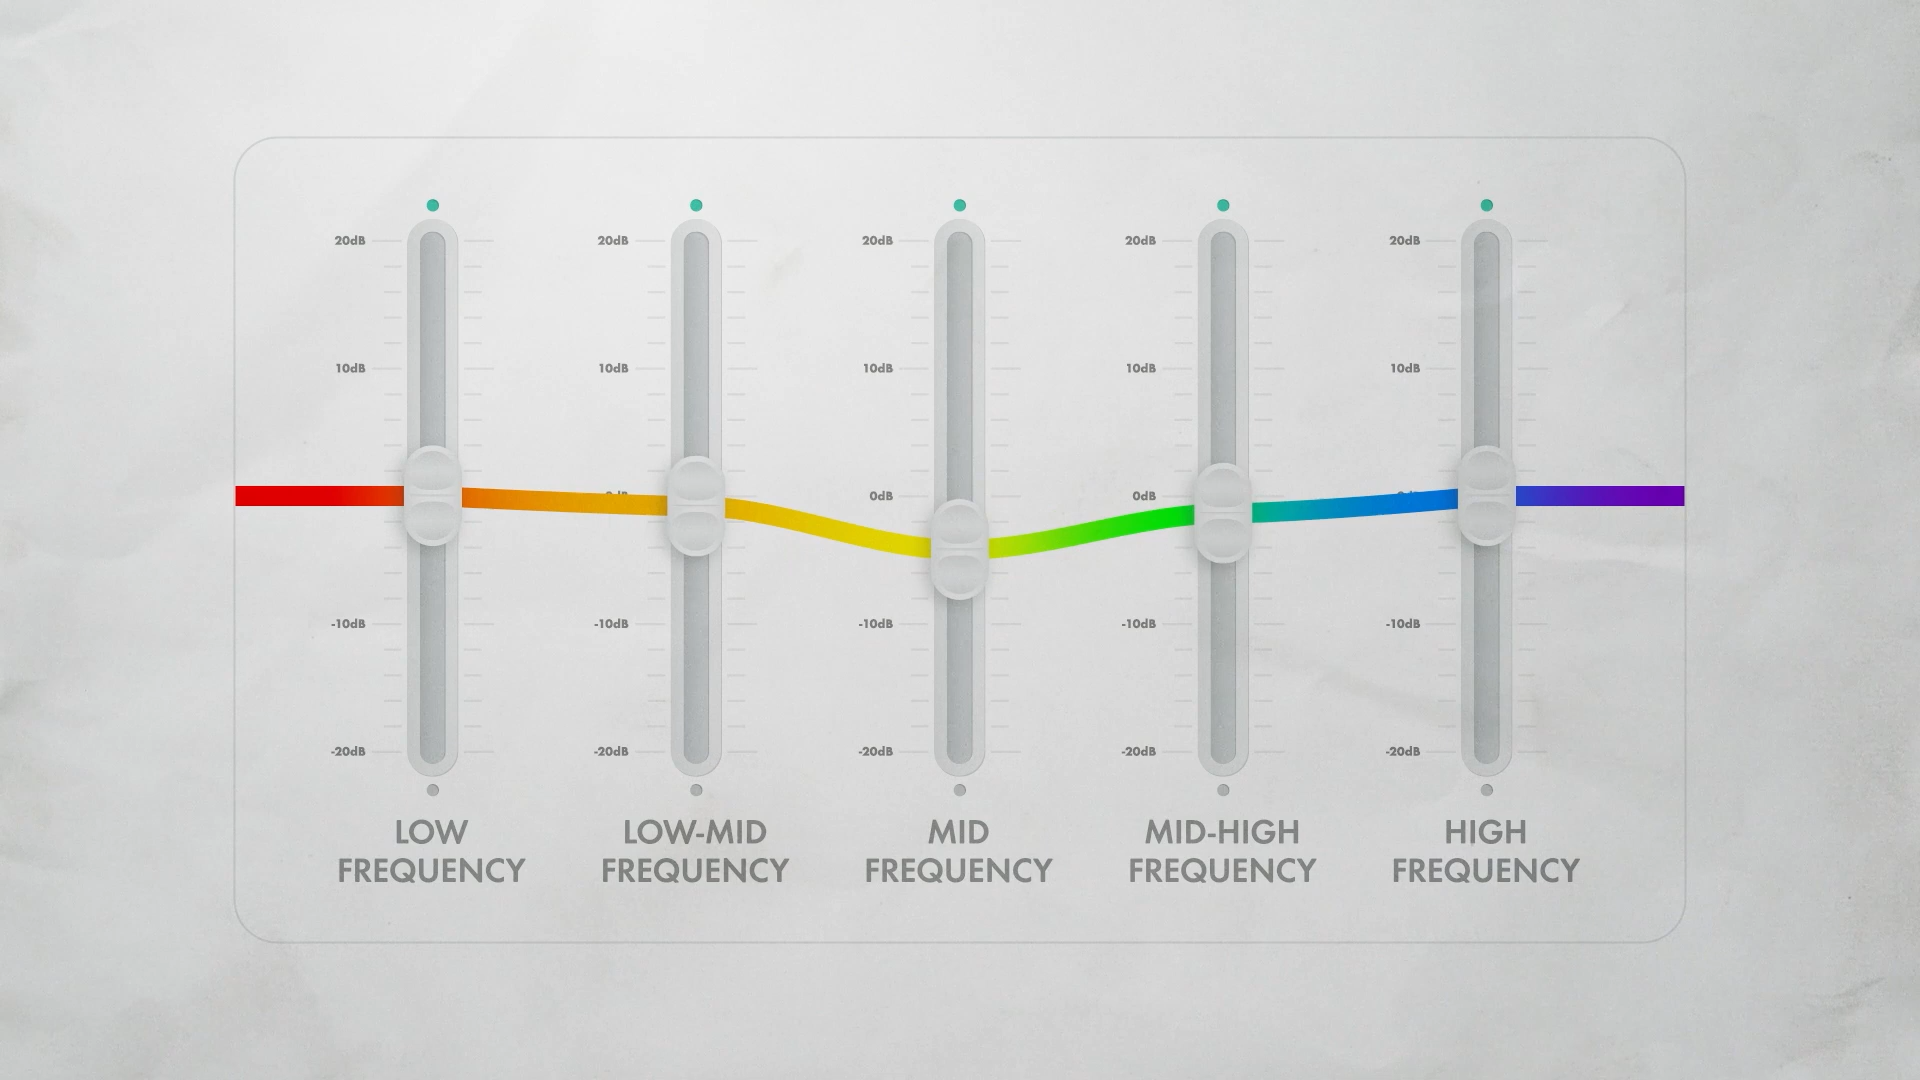 20dB 20dB 20dB 20dB 20dB
10dB 10dB 10dB 10dB 10dB
0dB 0dB
-10dB -10dB -10dB -10dB -10dB
-20dB -20dB -20dB -20dB -20dB
LOW LOW-MID MID MID-HIGH HIGH
FREQUENCY FREQUENCY FREQUENCY FREQUENCY FREQUENCY